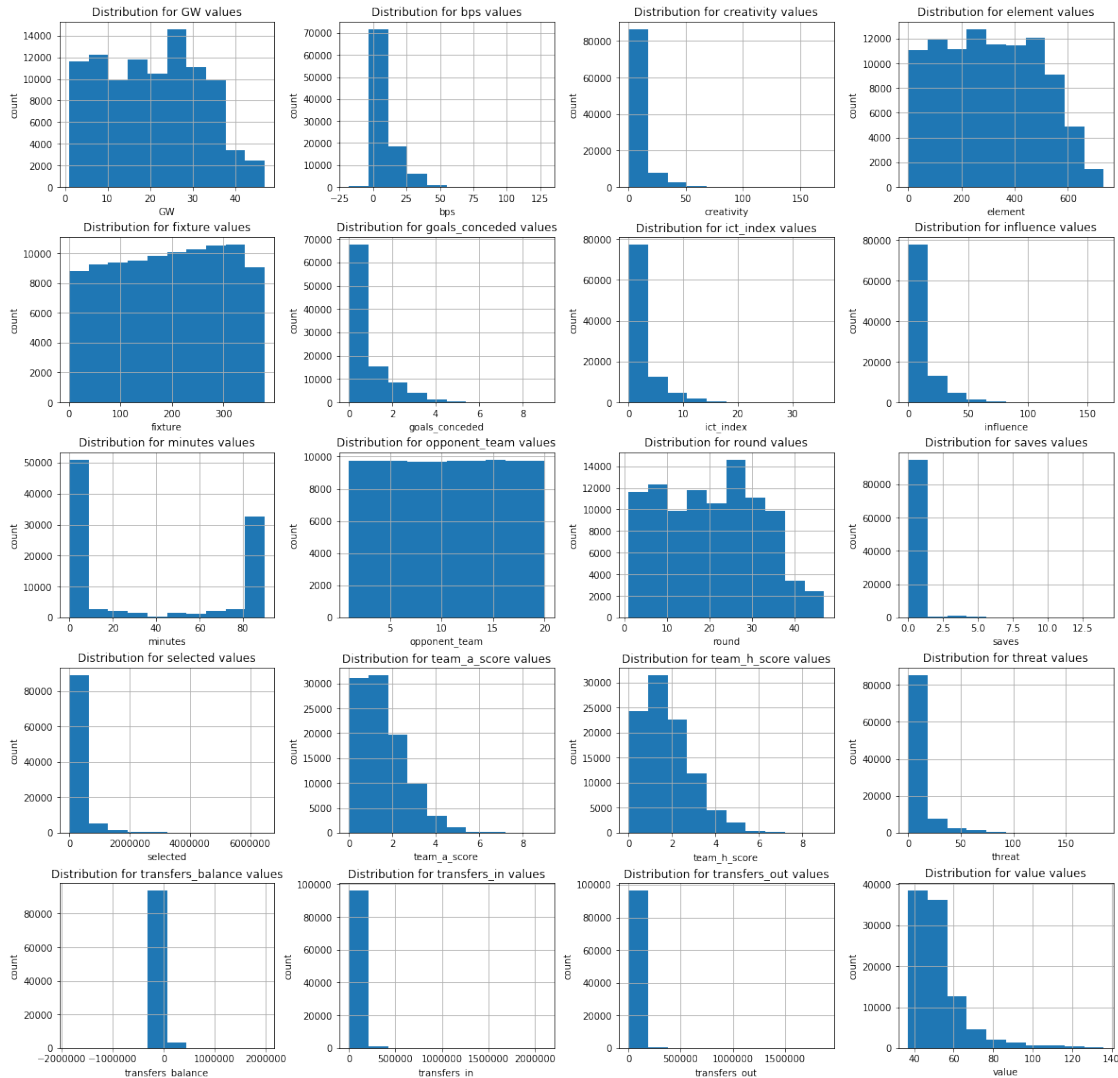 Distribution for GW values
Distribution for bps values
Distribution for creativity values
Distribution for element values
count
14000
12000
10000
8000
6000
4000
2000
0
0 10 20 30 40
GW
count
70000
60000
50000
40000
30000
20000
10000
0
−25 0 25 50 75 100 125
bps
count
80000
60000
40000
20000
0
0 50 100 150
creativity
count
12000
10000
8000
6000
4000
2000
0
0 200 400 600
element
Distribution for fixture values
Distribution for goals_conceded values
Distribution for ict_index values
Distribution for influence values
count
10000
8000
6000
4000
2000
0
0 100 200 300
fixture
count
70000
60000
50000
40000
30000
20000
10000
0
0 2 4 6 8
goals_conceded
count
80000
60000
40000
20000
0
0 10 20 30
ict_index
count
80000
60000
40000
20000
0
0 50 100 150
influence
Distribution for minutes values
Distribution for opponent_team values
Distribution for round values
Distribution for saves values
count
50000
40000
30000
20000
10000
0
0 20 40 60 80
minutes
count
10000
8000
6000
4000
2000
0
5 10 15 20
opponent_team
count
14000
12000
10000
8000
6000
4000
2000
0
0 10 20 30 40
round
count
80000
60000
40000
20000
0
0.0 2.5 5.0 7.5 10.0 12.5
saves
Distribution for selected values
Distribution for team_a_score values
Distribution for team_h_score values
Distribution for threat values
count
80000
60000
40000
20000
0
0 2000000 4000000 6000000
selected
count
30000
25000
20000
15000
10000
5000
0
0 2 4 6 8
team_a_score
count
30000
25000
20000
15000
10000
5000
0
0 2 4 6 8
team_h_score
count
80000
60000
40000
20000
0
0 50 100 150
threat
Distribution for transfers_balance values
Distribution for transfers_in values
Distribution for transfers_out values
Distribution for value values
count
80000
60000
40000
20000
0
−2000000 −1000000 0 1000000 2000000
transfers_balance
count
100000
80000
60000
40000
20000
0
0 500000 1000000 1500000 2000000
transfers_in
count
100000
80000
60000
40000
20000
0
0 500000 1000000 1500000
transfers_out
count
40000
30000
20000
10000
0
40 60 80 100 120 140
value